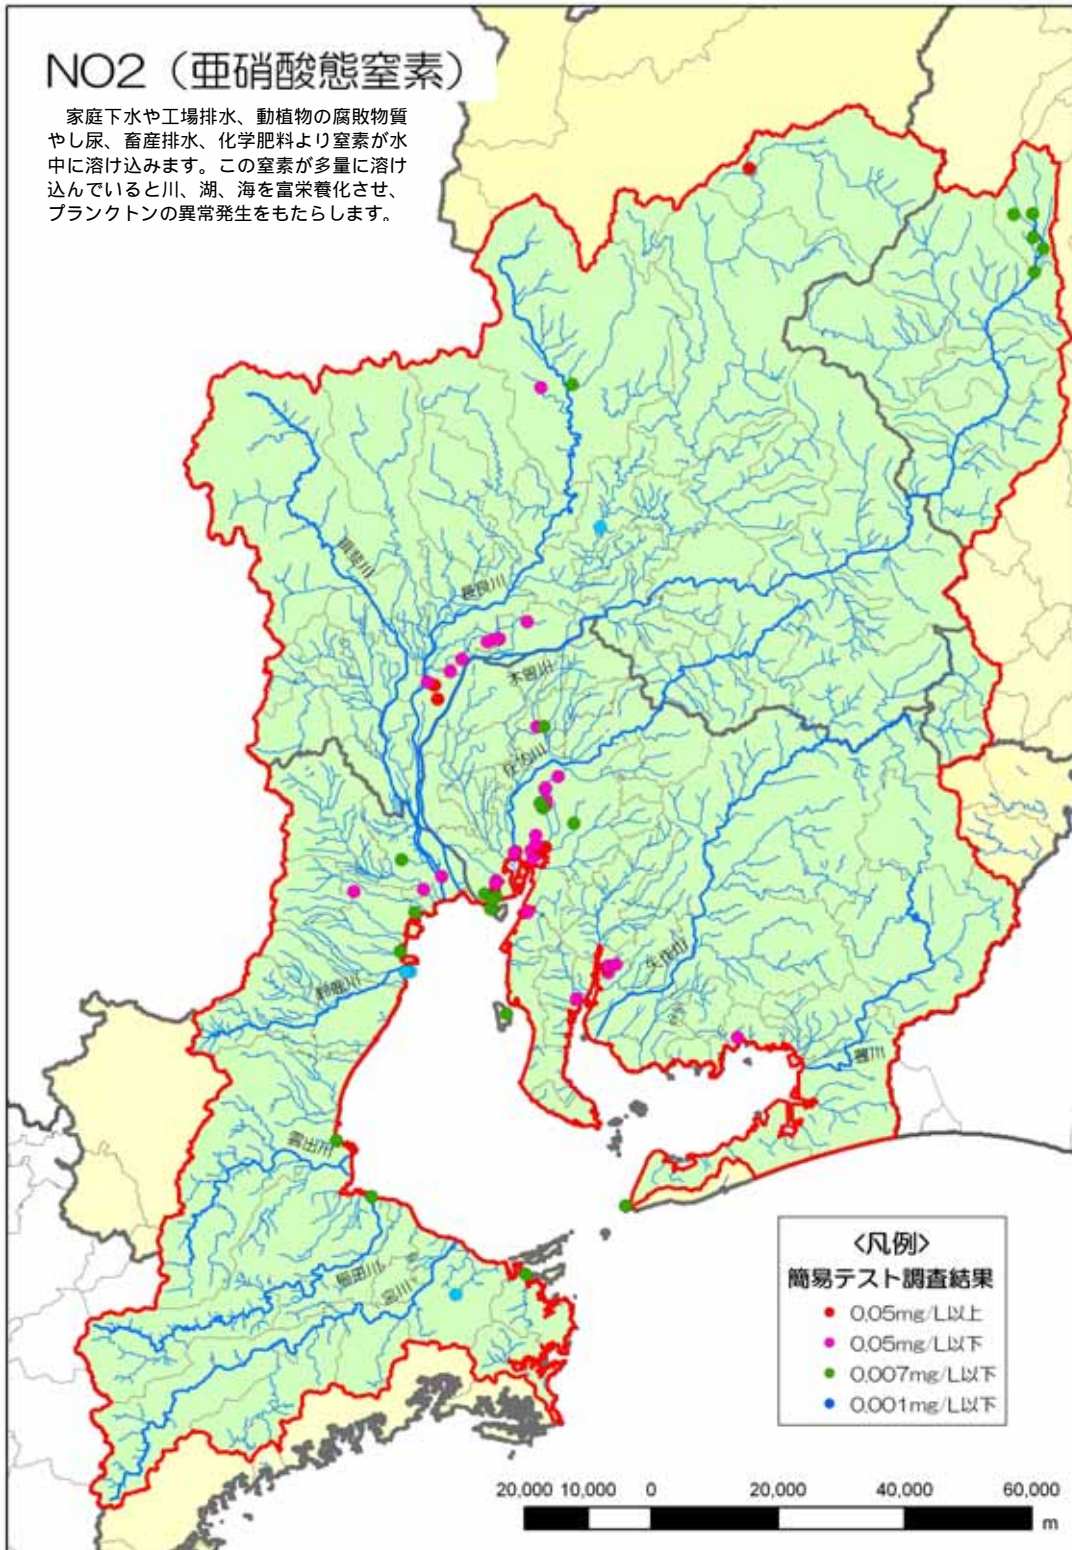 NO2（亜硝酸態窒素）
家庭下水や工場排水、動植物の腐敗物質
やし尿、畜産排水、化学肥料より窒素が水
中に溶け込みます。この窒素が多量に溶け
込んでいると川、湖、海を富栄養化させ、
プランクトンの異常発生をもたらします。
揖斐川
長良川
木曽川
庄内川
鈴鹿川
矢作川
豊川
雲出川
櫛田川
宮川
<凡例>
簡易テスト調査結果
0.05mg/L以上
0.05mg/L以下
0.007mg/L以下
0.001mg/L以下
20,000 10,000 0 20,000 40,000 60,000
m